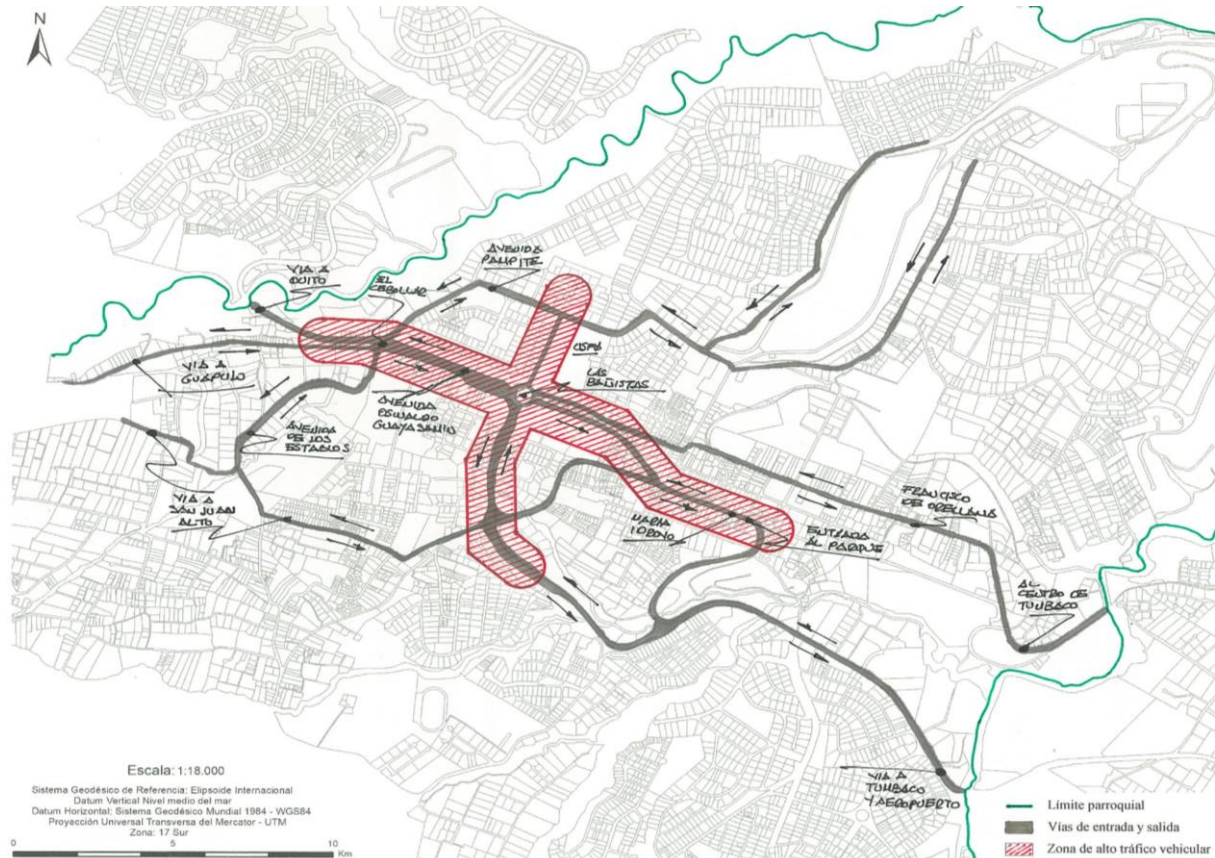 N
VIA A
QUITO
EL
CEBOLLAR
AVENIDA
PAMPITE
VIA A
GUAPULO
AVENIDA
DE LOS
ESTABLOS
AVENIDA
OSWALDO
GUAYASAMIN
USFQ
LAS
BAÑISTAS
VIA A
SAN JUAN
ALTO
MARIA
ENTRADA
AL PARQUE
FRANCISCO
DE ORELLANA
AL
CENTRO DE
TUMBACO
VIA A
TUMBACO
Y AEROPUERTO
Escala: 1:18.000
Sistema Geodésico de Referencia: Elipsoide Internacional
Datum Vertical Nivel medio del mar
Datum Horizontal: Sistema Geodésico Mundial 1984 - WGS84
Proyección Universal Transversa del Mercator - UTM
Zona: 17 Sur
0 5 10
Km
Límite parroquial
Vías de entrada y salida
Zona de alto tráfico vehicular